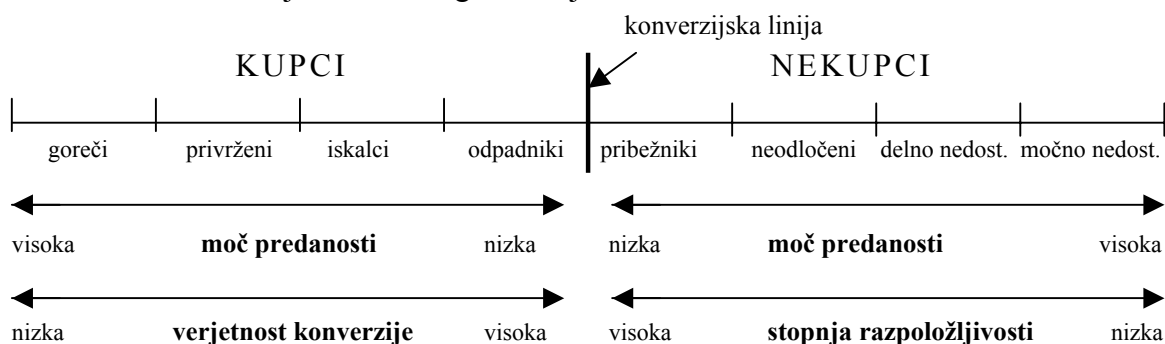 konverzijska linija
KUPCI NEKUPCI
goreči privrženi iskalci odpadniki pribežniki neodločeni delno nedost. močno nedost.
visoka moč predanosti nizka nizka moč predanosti visoka
nizka verjetnost konverzije visoka visoka stopnja razpoložljivosti nizka